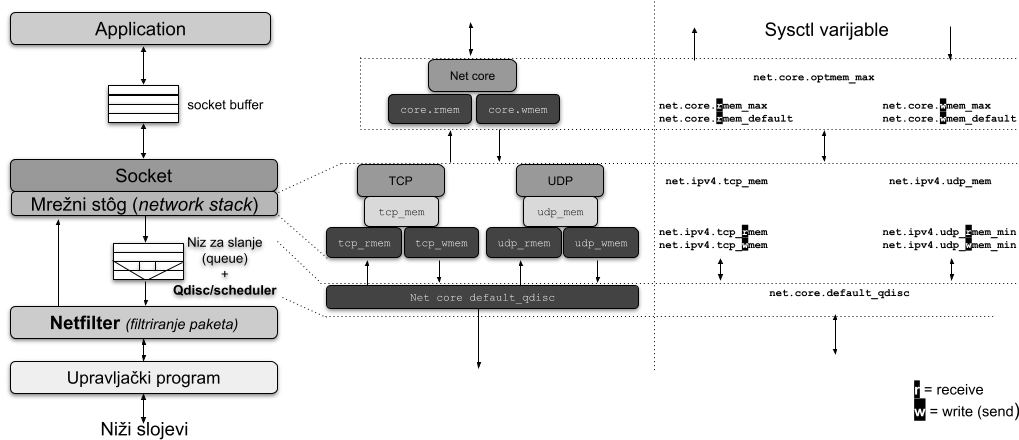 Application
socket buffer
Socket
Mrežni stôg (network stack)
Niz za slanje
(queue)
+
Qdisc/scheduler
Netfilter (filtriranje paketa)
Upravljački program
Niži slojevi
Net core
core.rmem
core.wmem
TCP
UDP
tcp_mem
udp_mem
tcp_rmem
tcp_wmem
udp_rmem
udp_wmem
Net core default_qdisc
Sysctl varijable
net.core.optmem_max
net.core.rmem_max
net.core.rmem_default
net.core.wmem_max
net.core.wmem_default
net.ipv4.tcp_mem
net.ipv4.udp_mem
net.ipv4.tcp_rmem
net.ipv4.tcp_wmem
net.ipv4.udp_rmem_min
net.ipv4.udp_wmem_min
net.core.default_qdisc
r = receive
w = write (send)